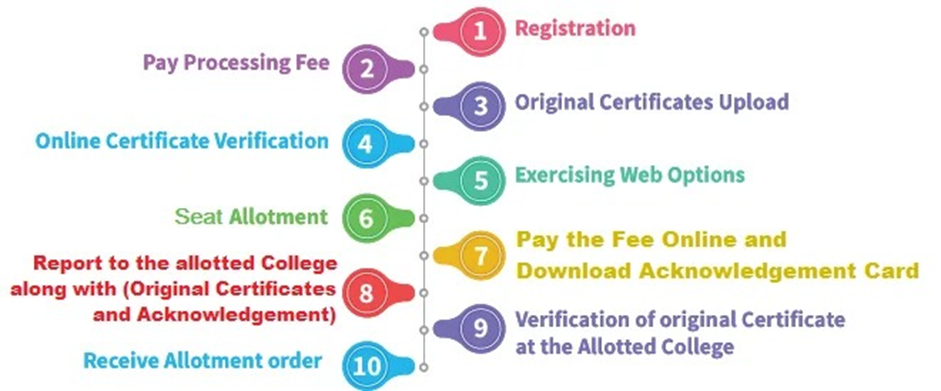 1 Registration
Pay Processing Fee 2
3 Original Certificates Upload
Online Certificate Verification 4
5 Exercising Web Options
Seat Allotment 6
7 Pay the Fee Online and
Download Acknowledgement Card
Report to the allotted College
along with (Original Certificates 8
and Acknowledgement)
9 Verification of original Certificate
at the Allotted College
Receive Allotment order 10